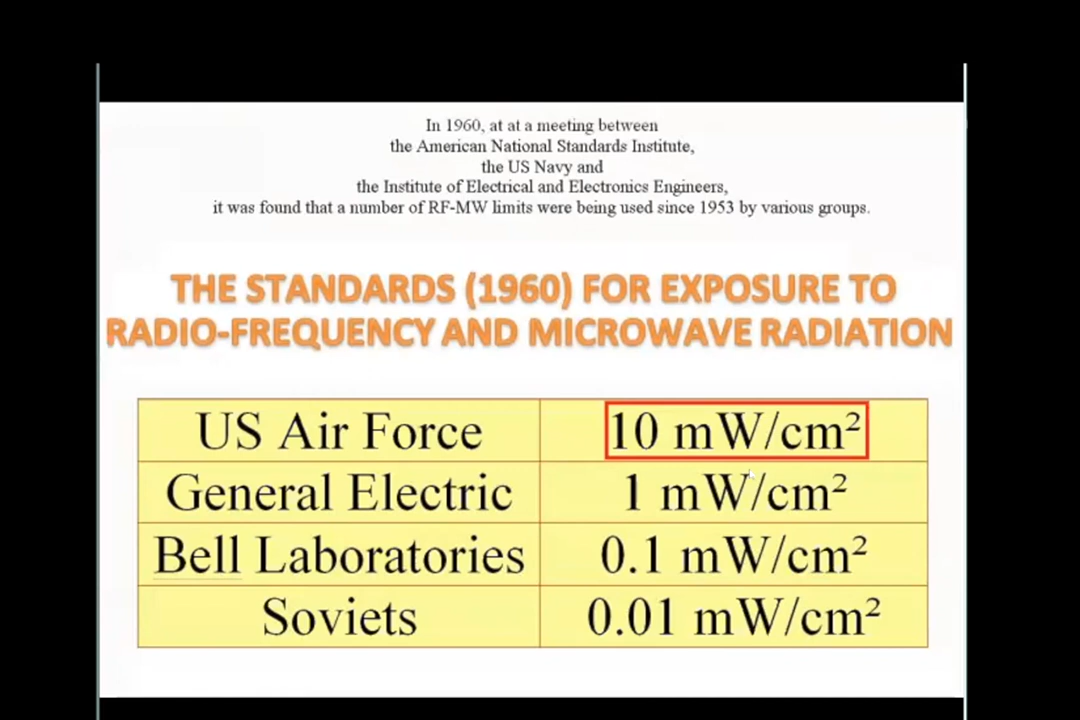 In 1960, at at a meeting between
the American National Standards Institute,
the US Navy and
the Institute of Electrical and Electronics Engineers,
it was found that a number of RF-MW limits were being used since 1953 by various groups.
THE STANDARDS (1960) FOR EXPOSURE TO
RADIO-FREQUENCY AND MICROWAVE RADIATION
US Air Force 10 mW/cm²
General Electric 1 mW/cm²
Bell Laboratories 0.1 mW/cm²
Soviets 0.01 mW/cm²